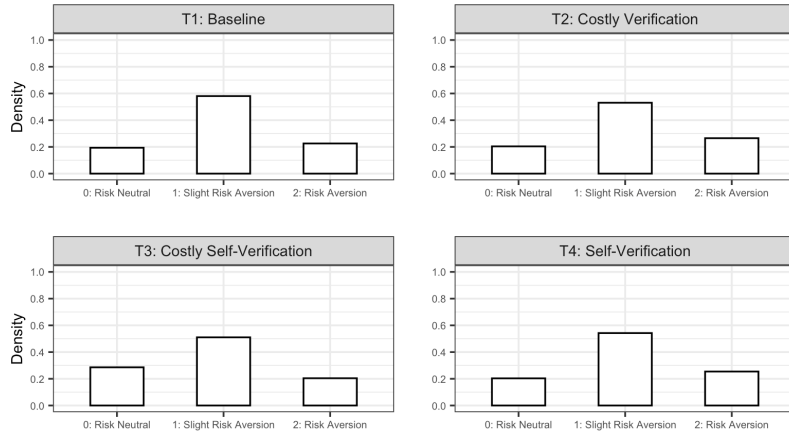 T1: Baseline
T2: Costly Verification
Density
1.0
0.8
0.6
0.4
0.2
0.0
0: Risk Neutral
1: Slight Risk Aversion
2: Risk Aversion
1.0
0.8
0.6
0.4
0.2
0.0
0: Risk Neutral
1: Slight Risk Aversion
2: Risk Aversion
T3: Costly Self-Verification
T4: Self-Verification
Density
1.0
0.8
0.6
0.4
0.2
0.0
0: Risk Neutral
1: Slight Risk Aversion
2: Risk Aversion
1.0
0.8
0.6
0.4
0.2
0.0
0: Risk Neutral
1: Slight Risk Aversion
2: Risk Aversion